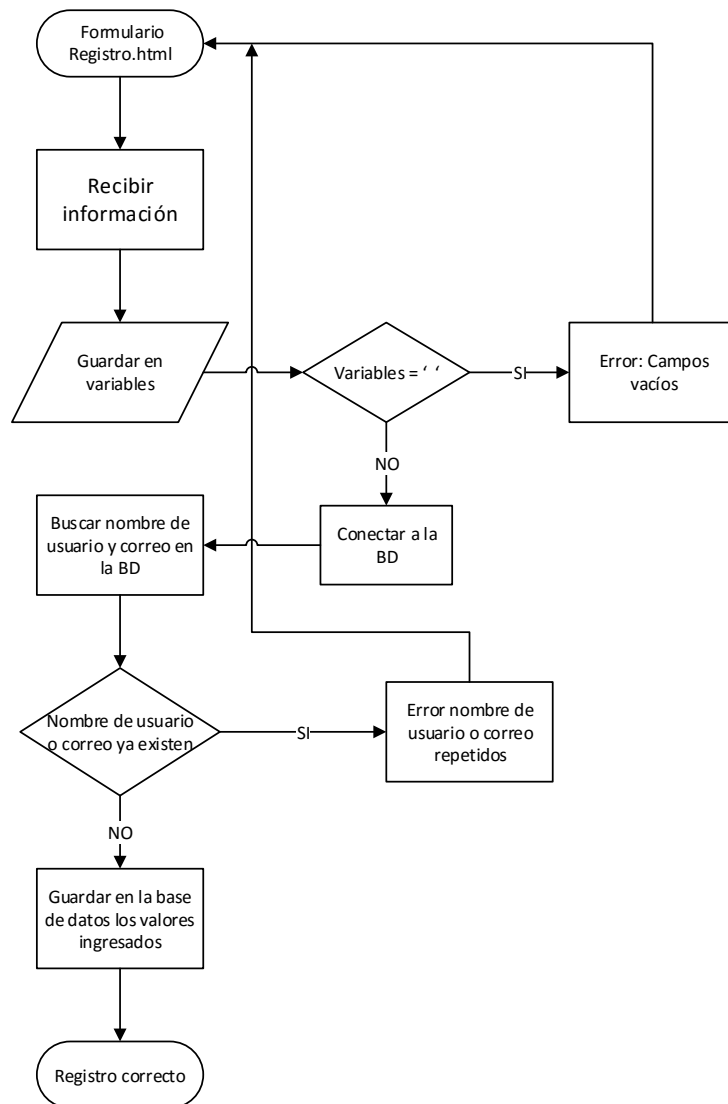 Formulario
Registro.html
Recibir
información
Guardar en
variables
Variables = ‘ ‘
SI
Error: Campos
vacíos
NO
Conectar a la
BD
Buscar nombre de
usuario y correo en
la BD
Nombre de usuario
o correo ya existen
SI
Error nombre de
usuario o correo
repetidos
NO
Guardar en la base
de datos los valores
ingresados
Registro correcto